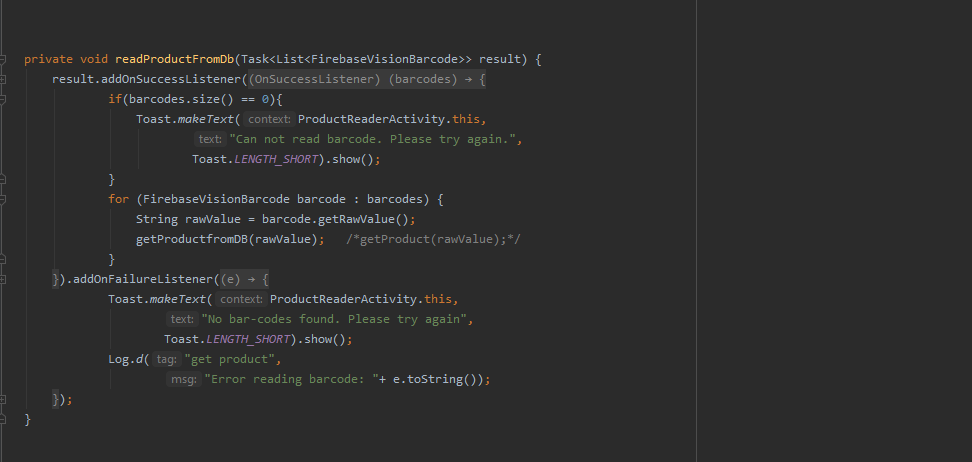 private void readProductFromDb(Task<List<FirebaseVisionBarcode>> result) {
result.addOnSuccessListener((OnSuccessListener) (barcodes) → {
if(barcodes.size() == 0){
Toast.makeText( context: ProductReaderActivity.this,
text: "Can not read barcode. Please try again.",
Toast.LENGTH_SHORT).show();
}
for (FirebaseVisionBarcode barcode : barcodes) {
String rawValue = barcode.getRawValue();
getProductfromDB(rawValue); /*getProduct(rawValue);*/
}
}).addOnFailureListener((e) → {
Toast.makeText( context: ProductReaderActivity.this,
text: "No bar-codes found. Please try again",
Toast.LENGTH_SHORT).show();
Log.d( tag: "get product",
msg: "Error reading barcode: "+ e.toString());
});
}